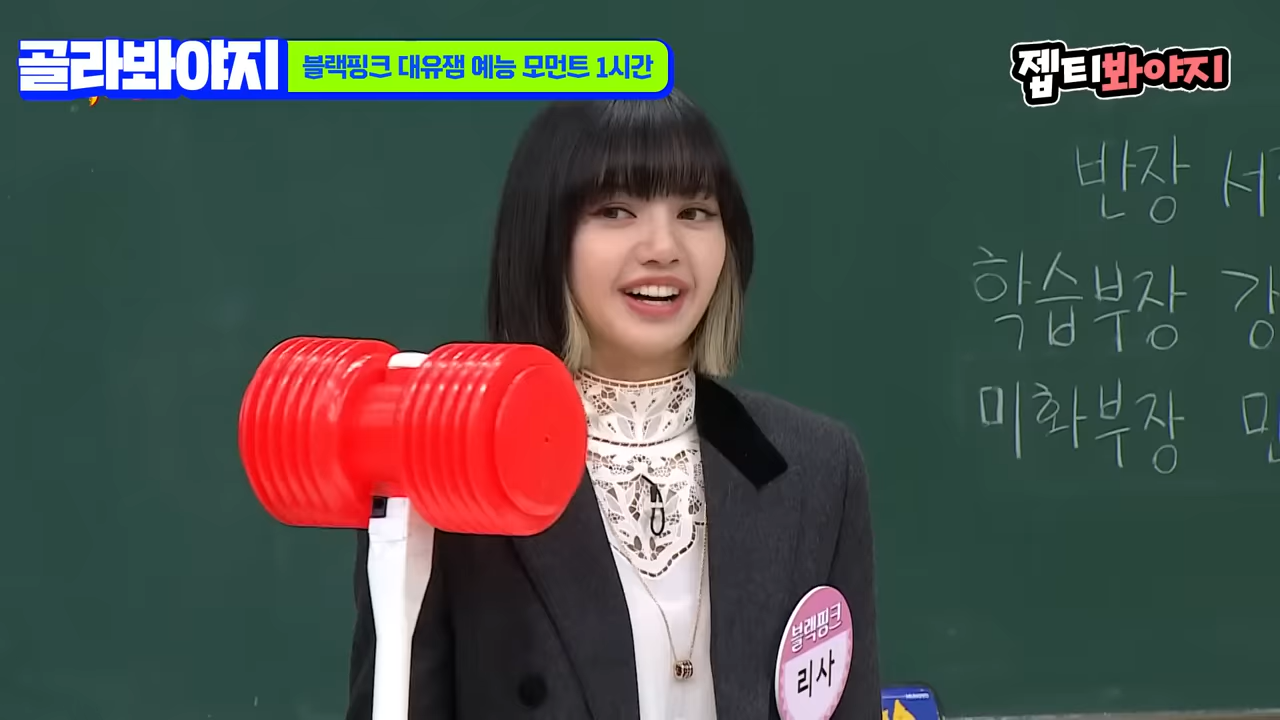 골라봐야지
블랙핑크 대유잼 예능 모먼트 1시간
젭티봐야지
반장 서
학습부장 강
미화부장 민
블랙핑크
리사